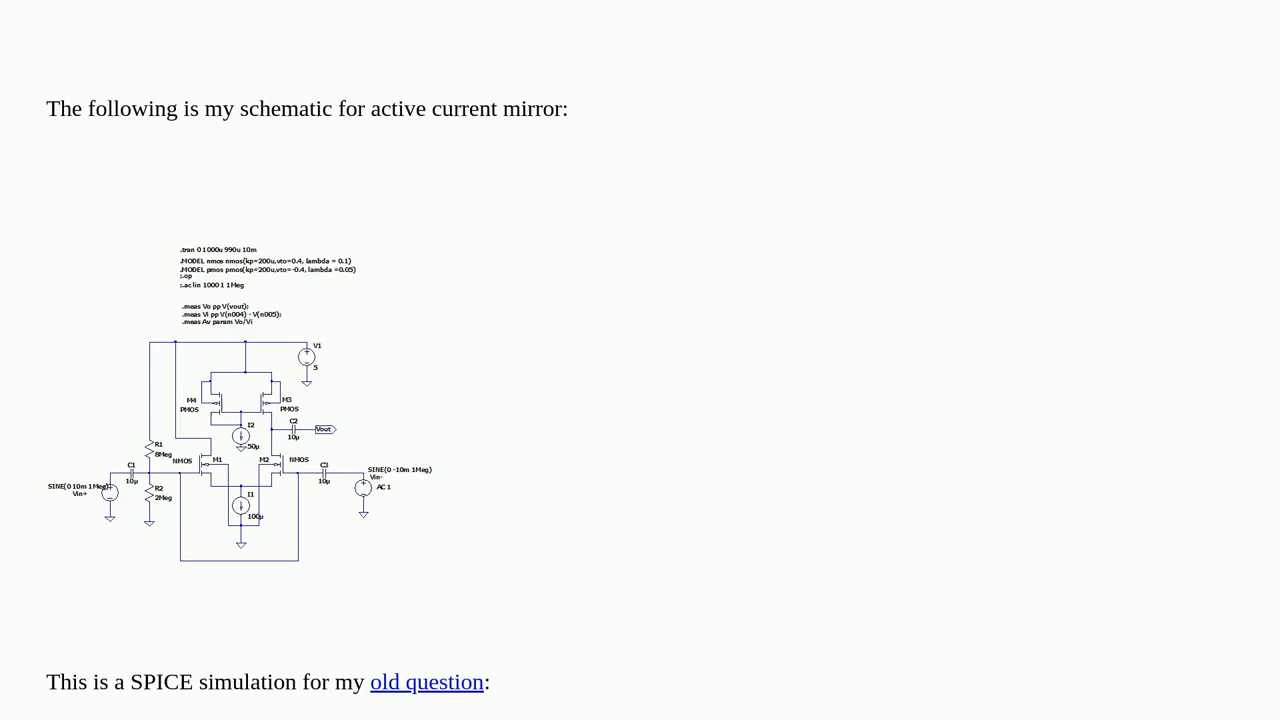 The following is my schematic for active current mirror:
.tran 0 1000u 990u 10m
.MODEL nmos nmos(kp=200u,vto=0.4, lambda = 0.1)
.MODEL pmos pmos(kp=200u,vto=-0.4, lambda =0.05)
;.op
;.ac lin 1000 1 1Meg
.meas Vo pp V(vout);
.meas Vi pp V(n004) - V(n005);
.meas Av param Vo/Vi
V1
5
M4
PMOS
M3
PMOS
I2
50µ
C2
10µ
Vout
R1
8Meg
NMOS
M1
M2
NMOS
C1
10µ
C3
10µ
SINE(0 10m 1Meg)
Vin+
R2
2Meg
I1
100µ
SINE(0 -10m 1Meg)
Vin-
AC 1
This is a SPICE simulation for my old question: